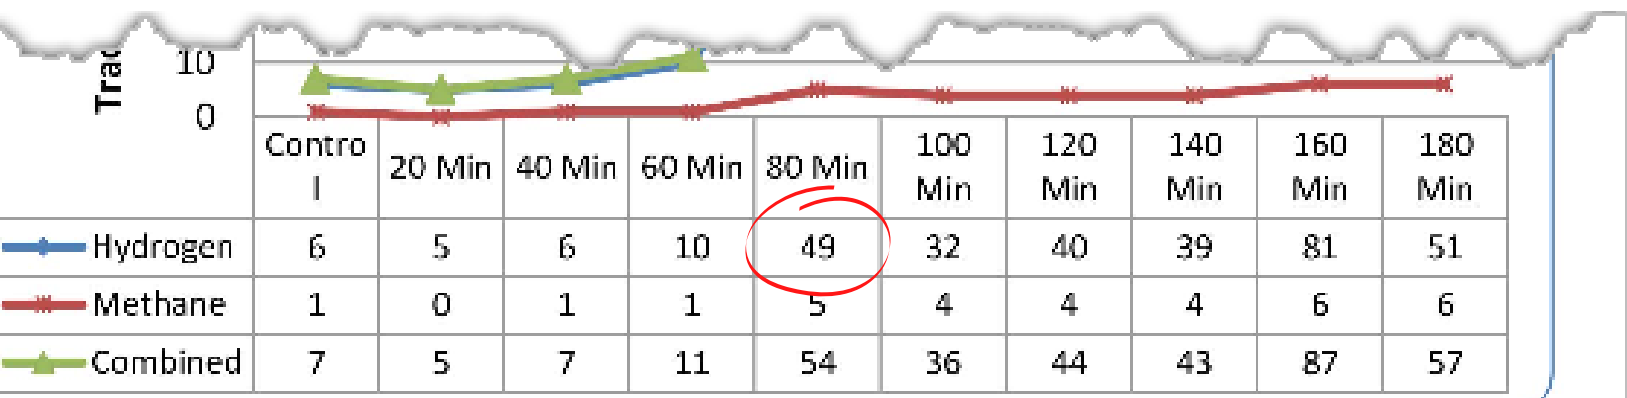 Trac
10
0
Contro
l
20 Min
40 Min
60 Min
80 Min
100
Min
120
Min
140
Min
160
Min
180
Min
Hydrogen 6 5 6 10 49 32 40 39 81 51
Methane 1 0 1 1 5 4 4 4 6 6
Combined 7 5 7 11 54 36 44 43 87 57